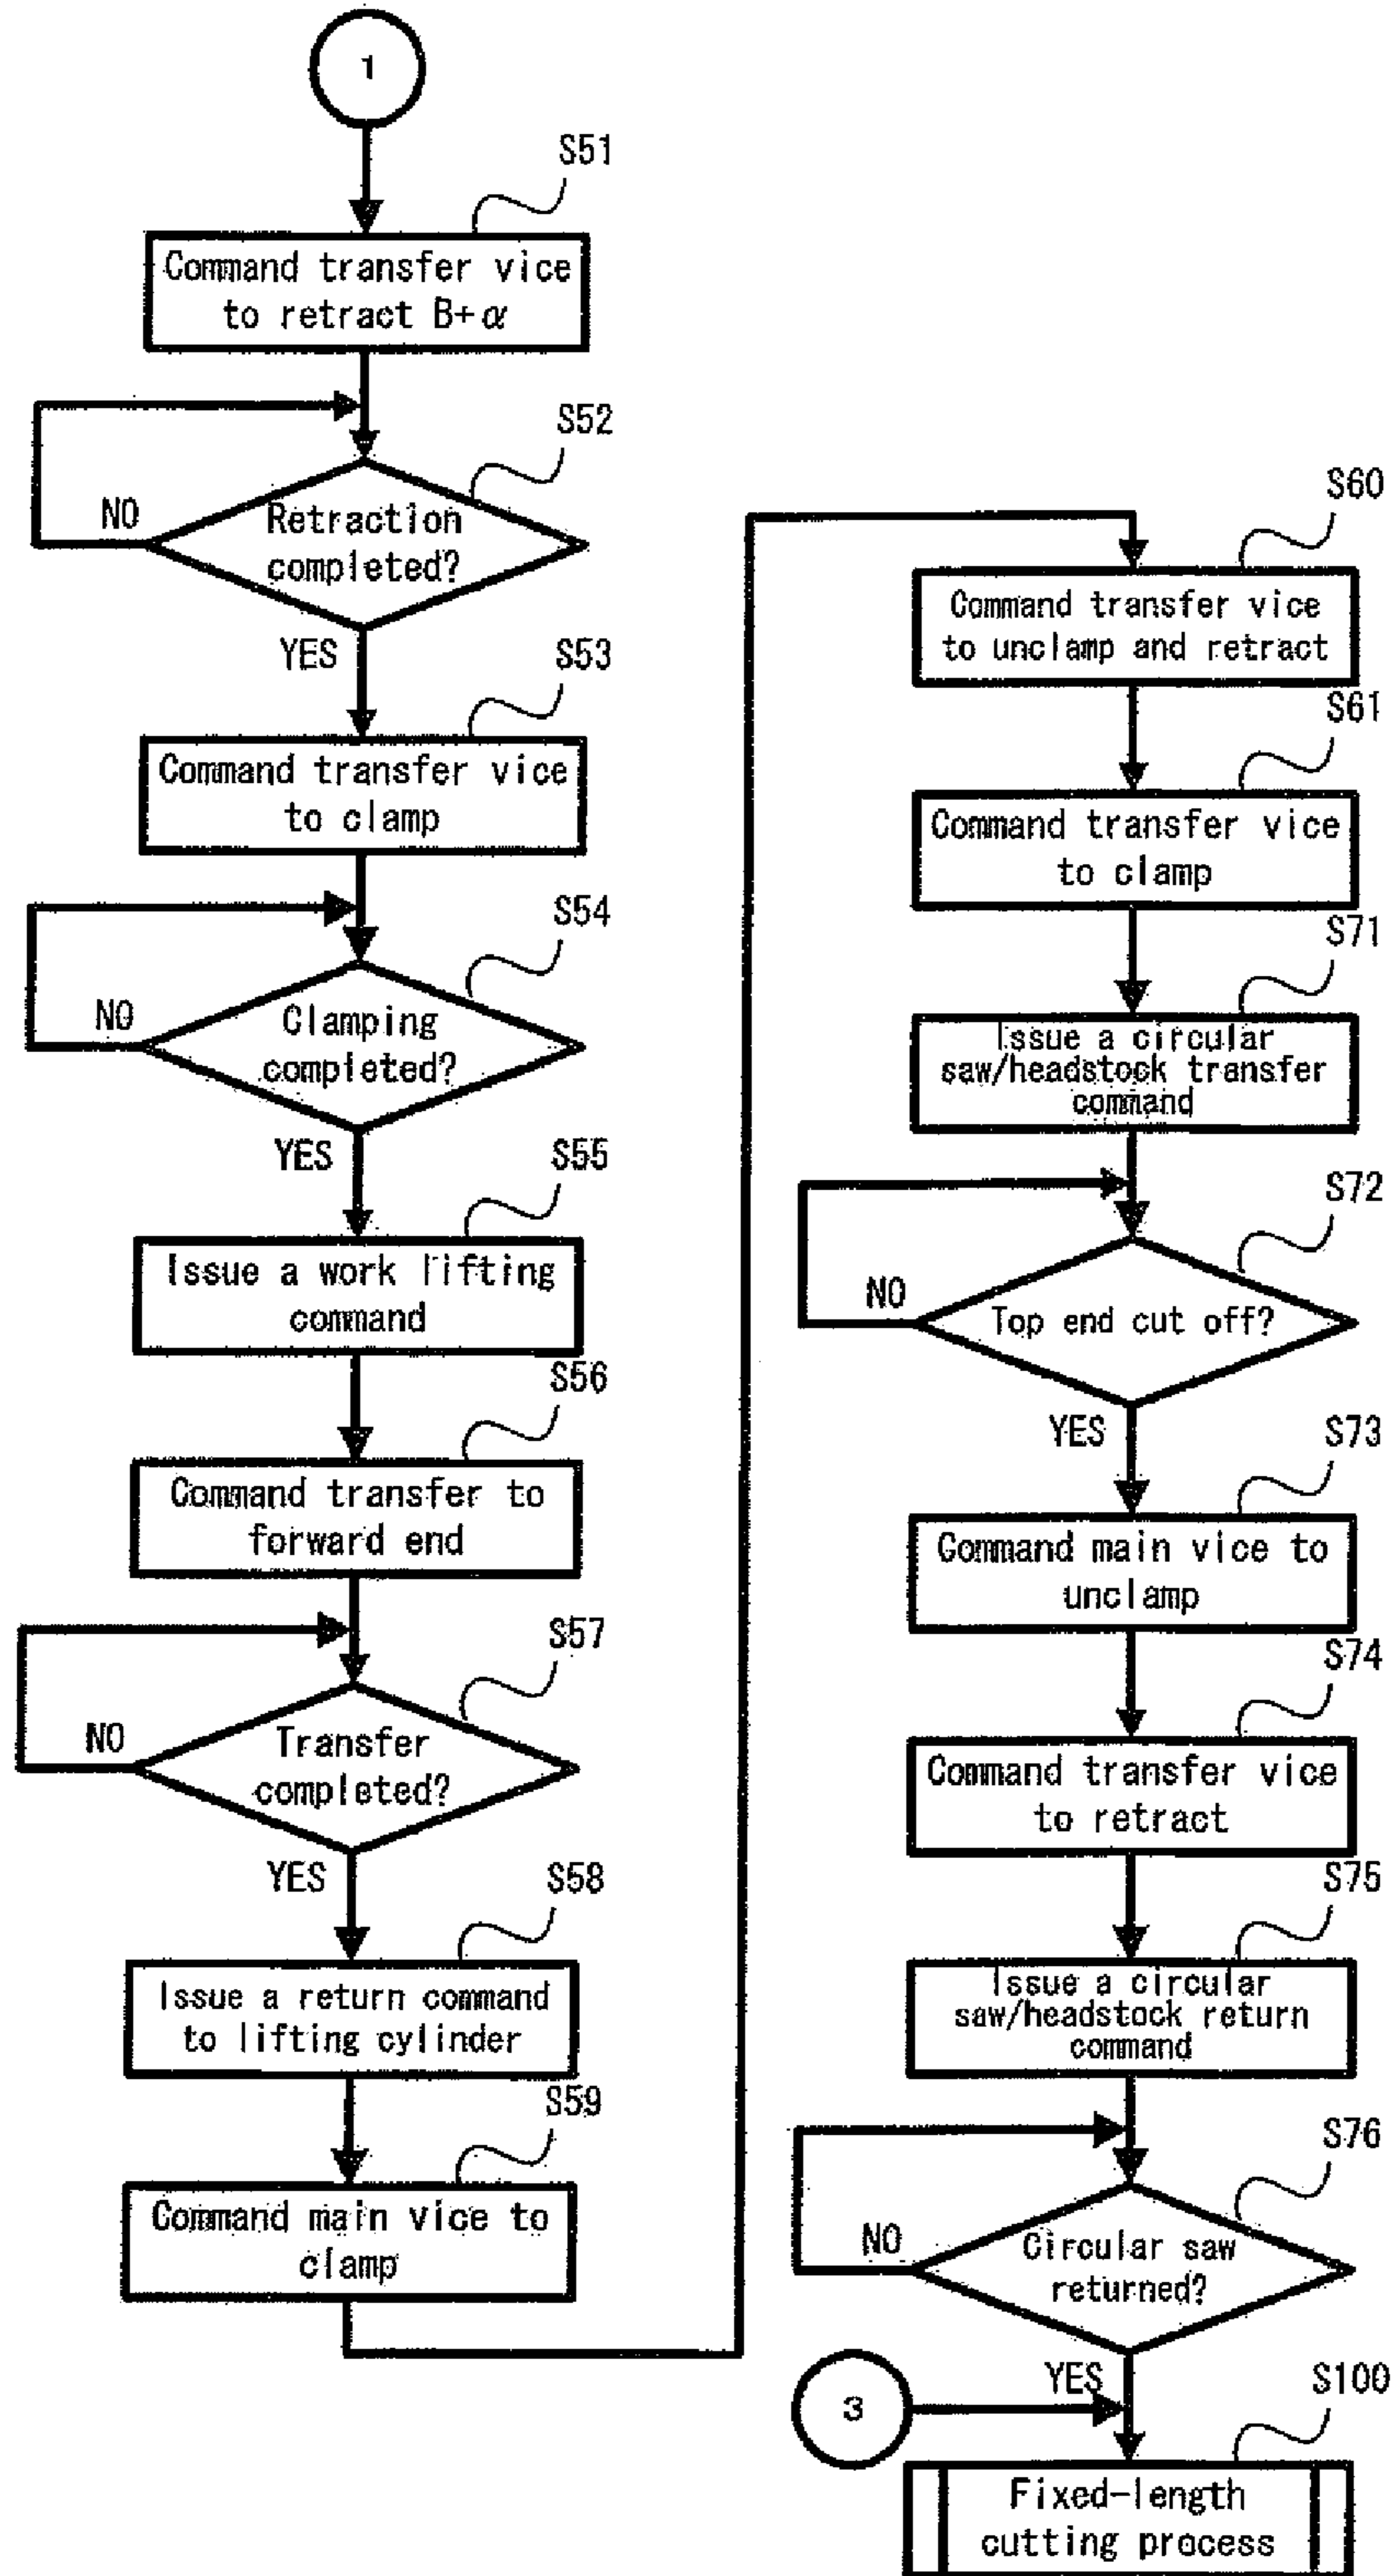 1
S51
Command transfer vice
to retract B+α
S52
Retraction
completed?
NO
YES
S53
Command transfer vice
to clamp
S54
Clamping
completed?
NO
YES
S55
Issue a work lifting
command
S56
Command transfer to
forward end
S57
Transfer
completed?
NO
YES
S58
Issue a return command
to lifting cylinder
S59
Command main vice to
clamp
S60
Command transfer vice
to unclamp and retract
S61
Command transfer vice
to clamp
S71
Issue a circular
saw/headstock transfer
command
S72
Top end cut off?
NO
YES
S73
Command main vice to
unclamp
S74
Command transfer vice
to retract
S75
Issue a circular
saw/headstock return
command
S76
Circular saw
returned?
NO
YES
3
S100
Fixed-length
cutting process